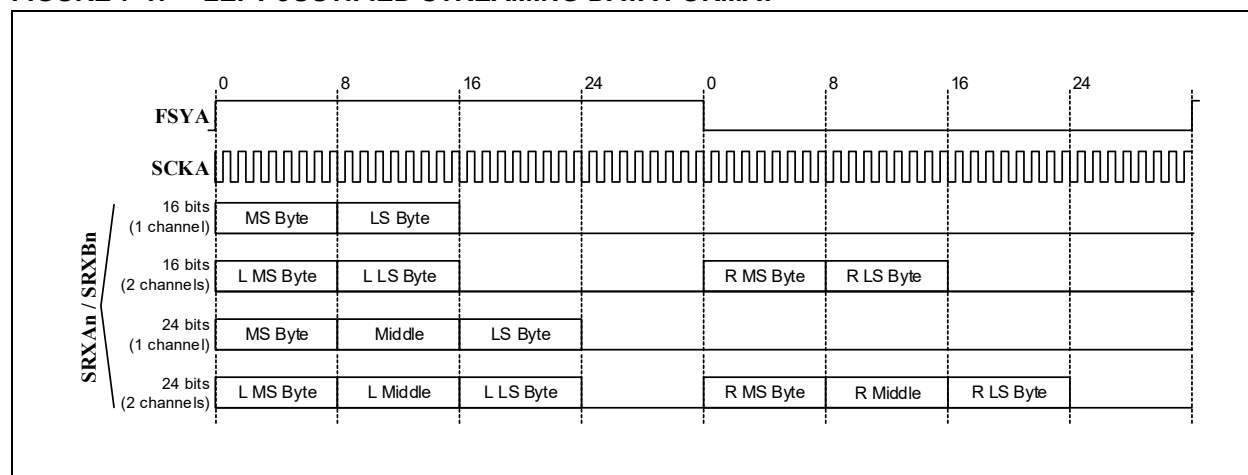 0 8 16 24 0 8 16 24
FSYA
SCKA
16 bits
(1 channel)
MS Byte LS Byte
16 bits
(2 channels)
L MS Byte L LS Byte R MS Byte R LS Byte
24 bits
(1 channel)
MS Byte Middle LS Byte
24 bits
(2 channels)
L MS Byte L Middle L LS Byte R MS Byte R Middle R LS Byte
SRXAn / SRXBn